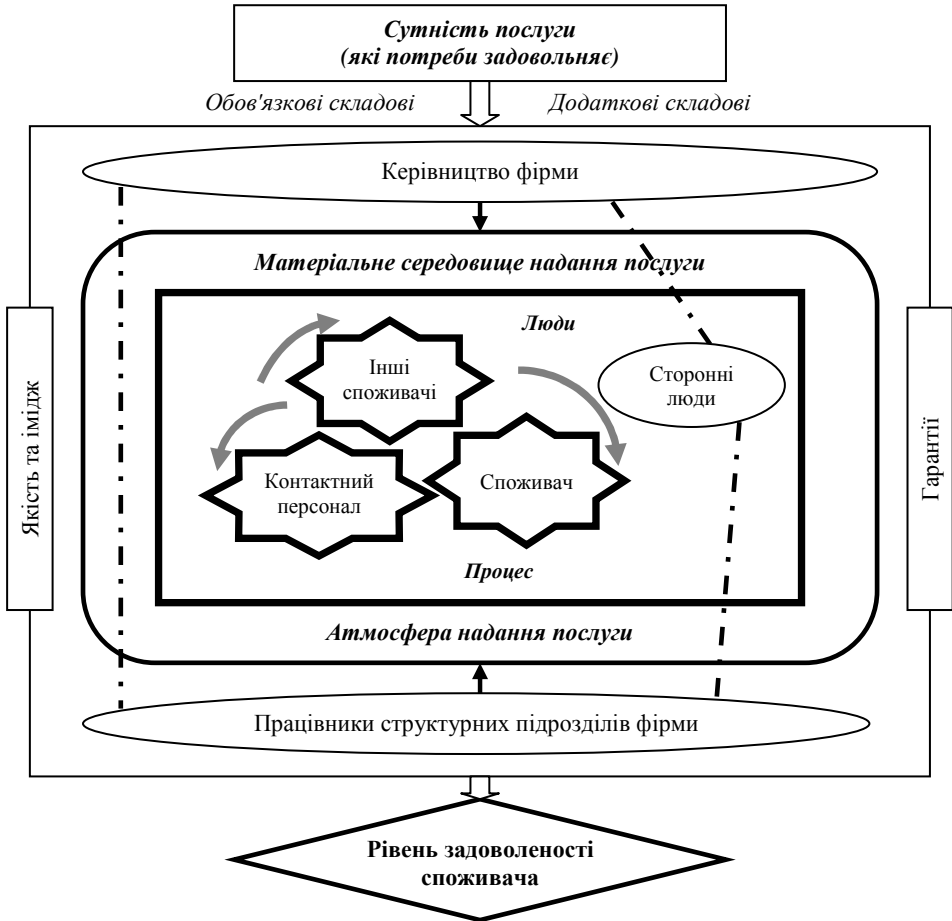 Сутність послуги
(які потреби задовольняє)
Обов'язкові складові
Додаткові складові
Керівництво фірми
Матеріальне середовище надання послуги
Люди
Інші
споживачі
Сторонні
люди
Контактний
персонал
Споживач
Процес
Атмосфера надання послуги
Якість та імідж
Гарантії
Працівники структурних підрозділів фірми
Рівень задоволеності
споживача